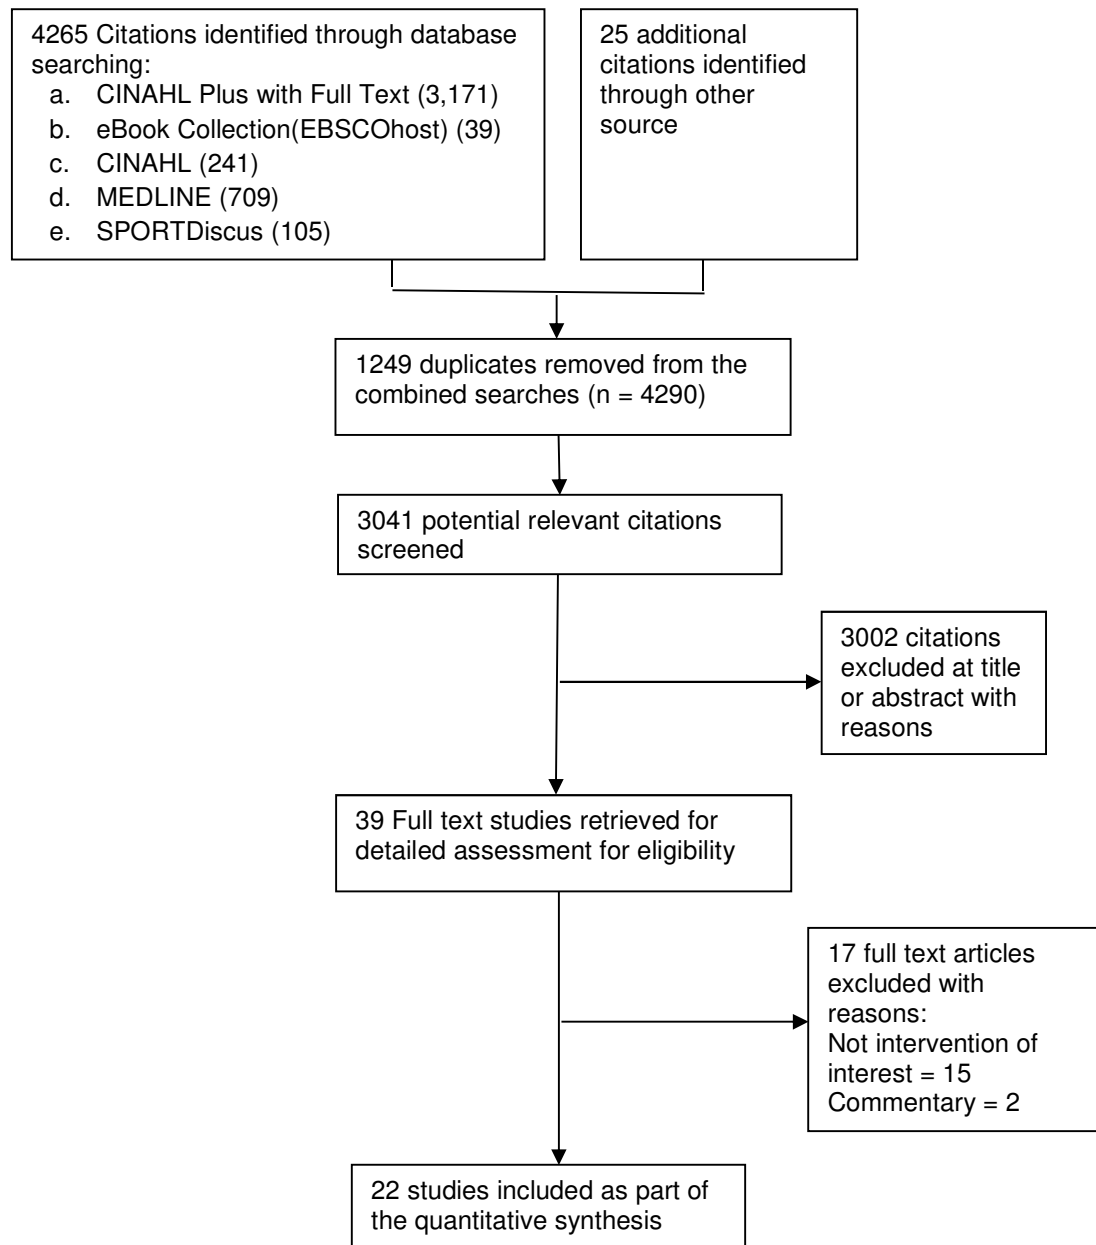 4265 Citations identified through database
searching:
a. CINAHL Plus with Full Text (3,171)
b. eBook Collection(EBSCOhost) (39)
c. CINAHL (241)
d. MEDLINE (709)
e. SPORTDiscus (105)
25 additional
citations identified
through other
source
1249 duplicates removed from the
combined searches (n = 4290)
3041 potential relevant citations
screened
3002 citations
excluded at title
or abstract with
reasons
39 Full text studies retrieved for
detailed assessment for eligibility
17 full text articles
excluded with
reasons:
Not intervention of
interest = 15
Commentary = 2
22 studies included as part of
the quantitative synthesis